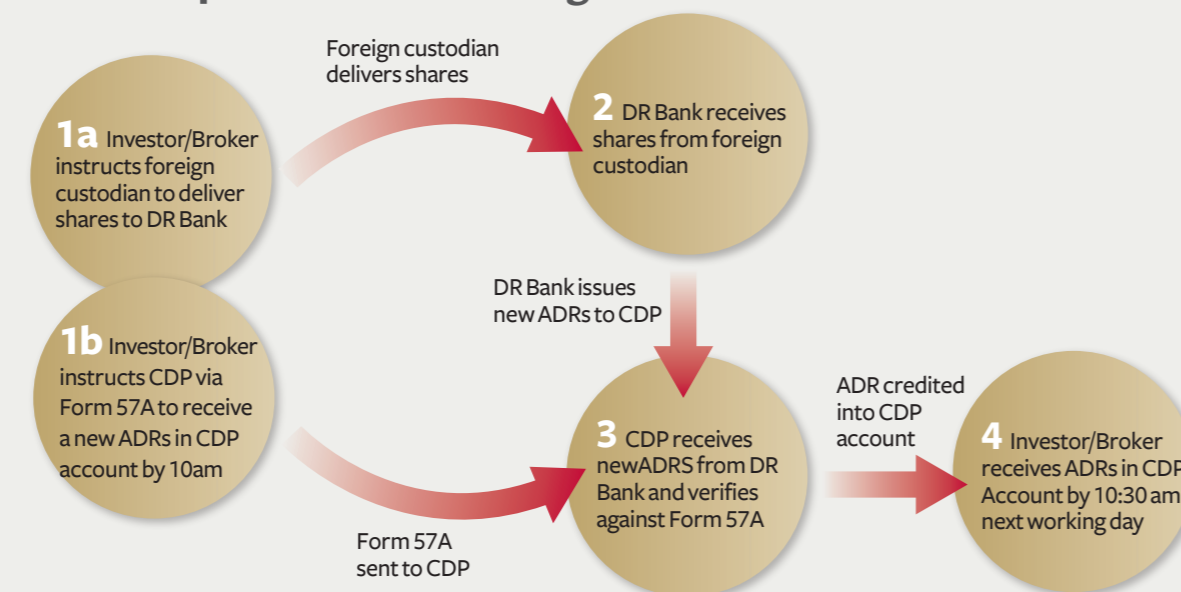 Foreign custodian
delivers shares
1a Investor/Broker
instructs foreign
custodian to deliver
shares to DR Bank
2 DR Bank receives
shares from foreign
custodian
DR Bank issues
new ADRs to CDP
1b Investor/Broker
instructs CDP via
Form 57A to receive
a new ADRs in CDP
account by 10am
Form 57A
sent to CDP
3 CDP receives
newADRS from DR
Bank and verifies
against Form 57A
ADR credited
into CDP
account
4 Investor/Broker
receives ADRs in CDP
Account by 10:30 am
next working day